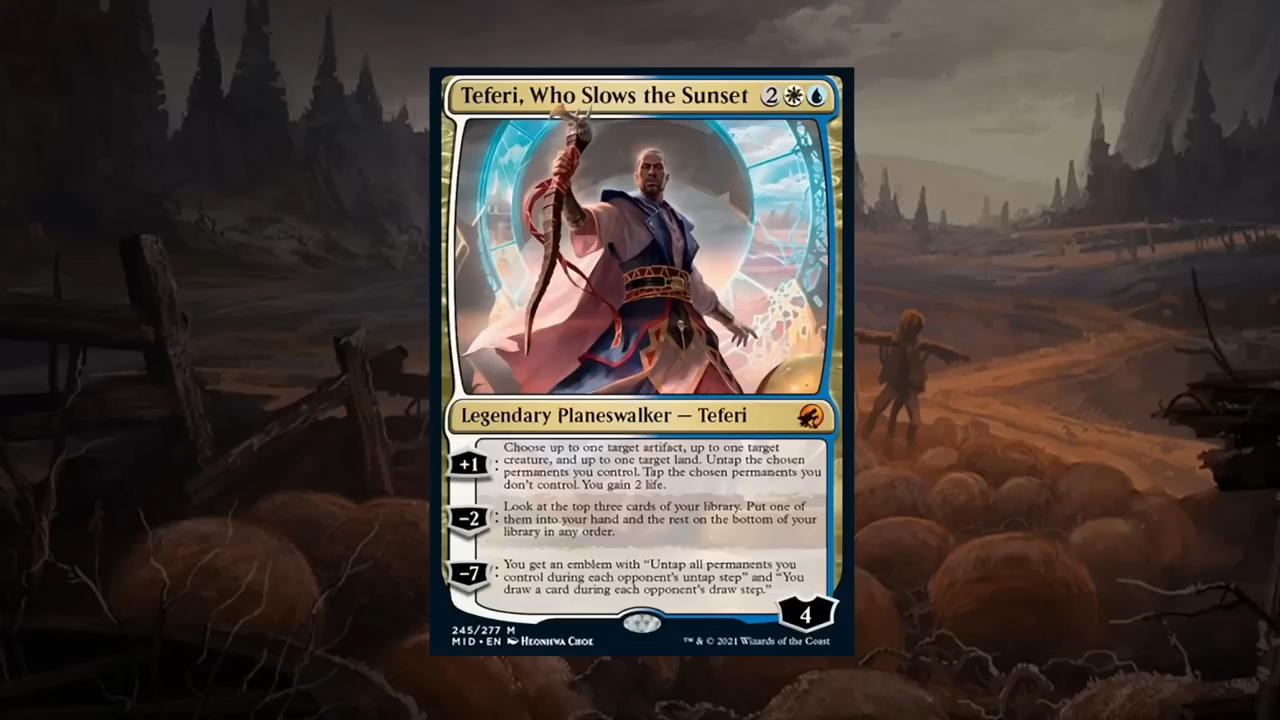 Teferi, Who Slows the Sunset 2
Legendary Planeswalker — Teferi
+1 : Choose up to one target artifact, up to one target
creature, and up to one target land. Untap the chosen
permanents you control. Tap the chosen permanents you
don't control. You gain 2 life.
−2 : Look at the top three cards of your library. Put one of
them into your hand and the rest on the bottom of your
library in any order.
−7 : You get an emblem with “Untap all permanents you
control during each opponent's untap step” and “You
draw a card during each opponent's draw step.”
4
245/277 M
MID • EN Heonhwa Choe
™ & © 2021 Wizards of the Coast